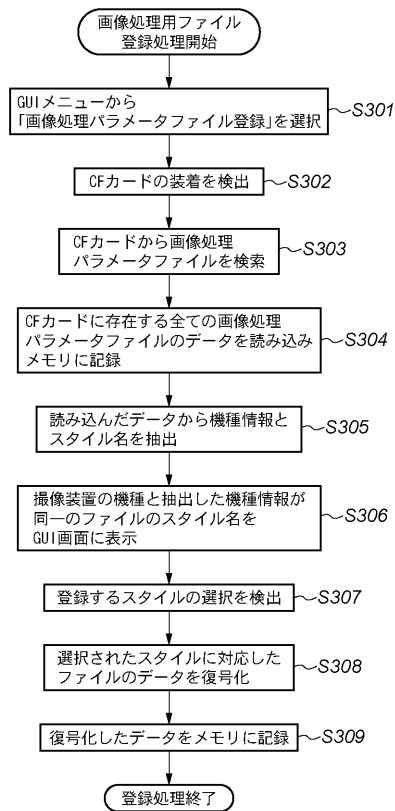 画像処理用ファイル
登録処理開始
GUIメニューから
「画像処理パラメータファイル登録」を選択
S301
CFカードの装着を検出
S302
CFカードから画像処理
パラメータファイルを検索
S303
CFカードに存在する全ての画像処理
パラメータファイルのデータを読み込み
メモリに記録
S304
読み込んだデータから機種情報と
スタイル名を抽出
S305
撮像装置の機種と抽出した機種情報が
同一のファイルのスタイル名を
GUI画面に表示
S306
登録するスタイルの選択を検出
S307
選択されたスタイルに対応した
ファイルのデータを復号化
S308
復号化したデータをメモリに記録
S309
登録処理終了